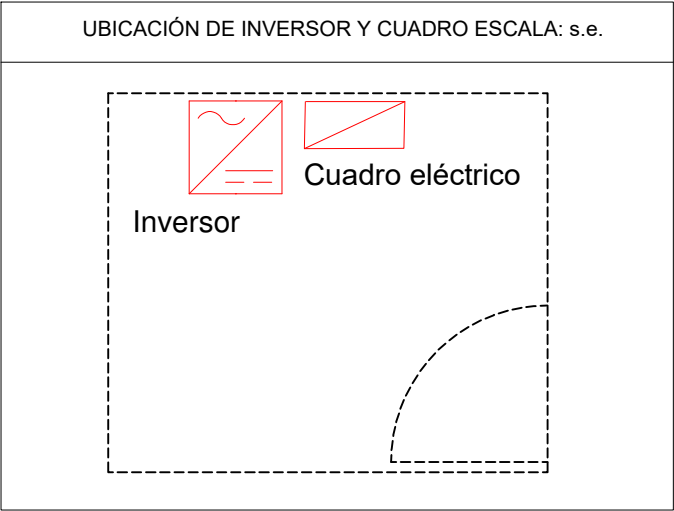 UBICACIÓN DE INVERSOR Y CUADRO ESCALA: s.e.
Cuadro eléctrico
Inversor